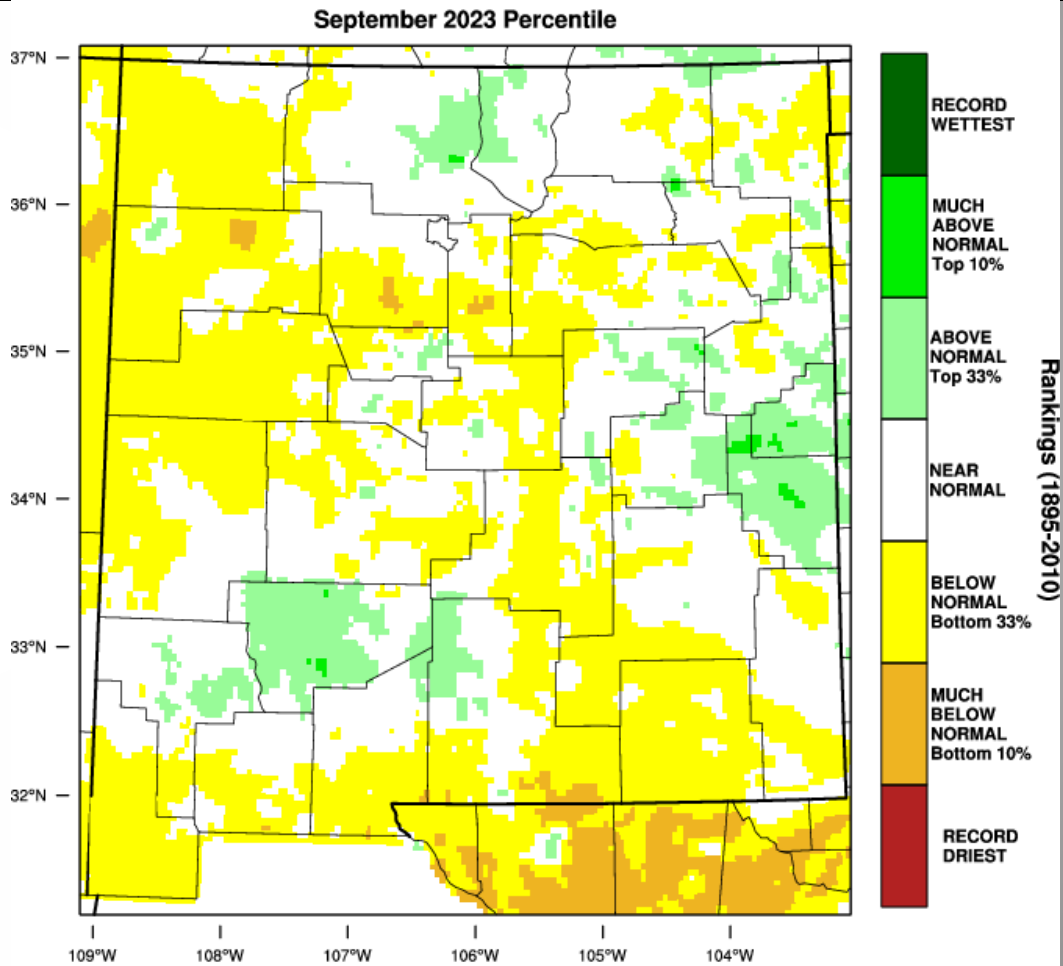 September 2023 Percentile
37°N
36°N
35°N
34°N
33°N
32°N
109°W
108°W
107°W
106°W
105°W
104°W
RECORD
WETTEST
MUCH
ABOVE
NORMAL
Top 10%
ABOVE
NORMAL
Top 33%
NEAR
NORMAL
BELOW
NORMAL
Bottom 33%
MUCH
BELOW
NORMAL
Bottom 10%
RECORD
DRIEST
Rankings (1895-2010)